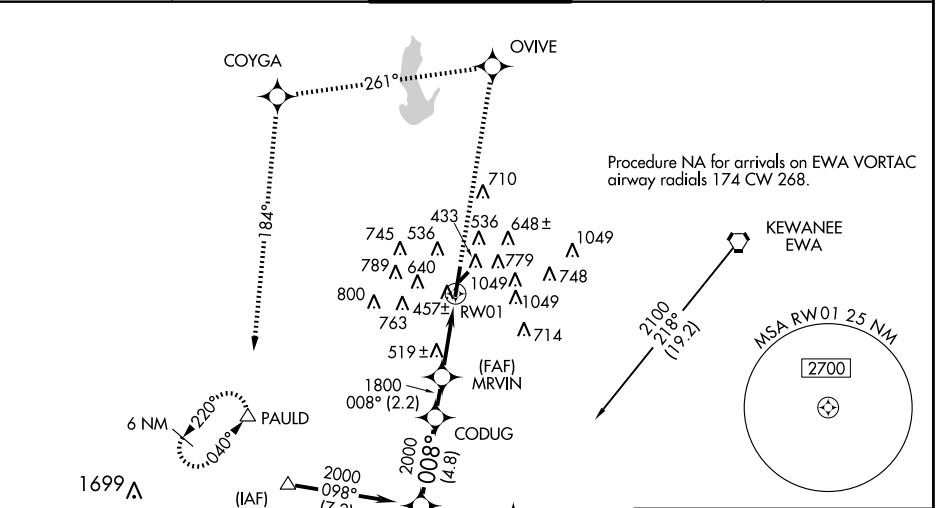 OVIVE
COYGA
261°
Procedure NA for arrivals on EWA VORTAC
airway radials 174 CW 268.
710
184°
433
745
536
536
648±
1049
KEWANEE
EWA
789
640
779
748
1049
800
457±
RW01
1049
763
714
2100
218°
(19.2)
MSA RW01 25 NM
519±
(FAF)
MRVIN
2700
1800
008° (2.2)
6 NM
220°
040°
PAULD
CODUG
2000
008°
(4.8)
1699
2000
098°
(IAF)